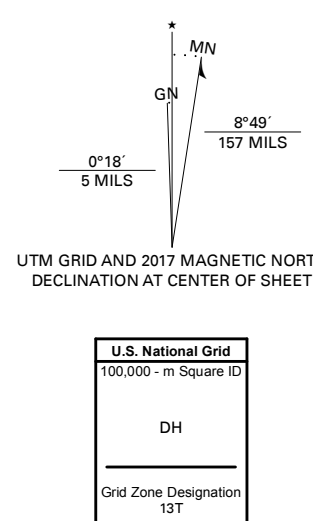 ★
MN
GN
8°49´
157 MILS
0°18´
5 MILS
UTM GRID AND 2017 MAGNETIC NORT
DECLINATION AT CENTER OF SHEET
U.S. National Grid
100,000 - m Square ID
DH
Grid Zone Designation
13T